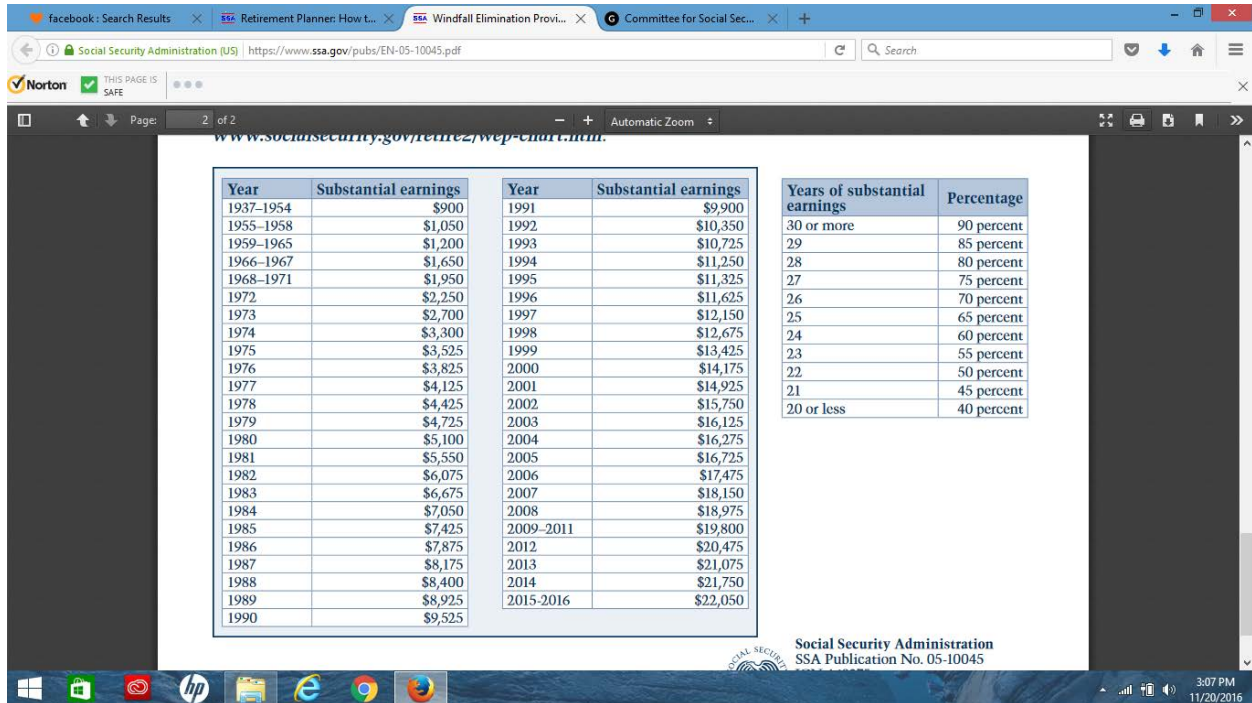 facebook : Search Results
Retirement Planner: How t...
Windfall Elimination Provi...
Committee for Social Sec...
Social Security Administration (US) https://www.ssa.gov/pubs/EN-05-10045.pdf
Search
Norton THIS PAGE IS SAFE
Page: 2 of 2
Automatic Zoom
www.socialsecurity.gov/retire2/wep-chart.htm.
Year Substantial earnings
1937–1954 $900
1955–1958 $1,050
1959–1965 $1,200
1966–1967 $1,650
1968–1971 $1,950
1972 $2,250
1973 $2,700
1974 $3,300
1975 $3,525
1976 $3,825
1977 $4,125
1978 $4,425
1979 $4,725
1980 $5,100
1981 $5,550
1982 $6,075
1983 $6,675
1984 $7,050
1985 $7,425
1986 $7,875
1987 $8,175
1988 $8,400
1989 $8,925
1990 $9,525
Year Substantial earnings
1991 $9,900
1992 $10,350
1993 $10,725
1994 $11,250
1995 $11,325
1996 $11,625
1997 $12,150
1998 $12,675
1999 $13,425
2000 $14,175
2001 $14,925
2002 $15,750
2003 $16,125
2004 $16,275
2005 $16,725
2006 $17,475
2007 $18,150
2008 $18,975
2009–2011 $19,800
2012 $20,475
2013 $21,075
2014 $21,750
2015-2016 $22,050
Years of substantial earnings Percentage
30 or more 90 percent
29 85 percent
28 80 percent
27 75 percent
26 70 percent
25 65 percent
24 60 percent
23 55 percent
22 50 percent
21 45 percent
20 or less 40 percent
Social Security Administration
SSA Publication No. 05-10045
SOCIAL SECURITY
3:07 PM
11/20/2016